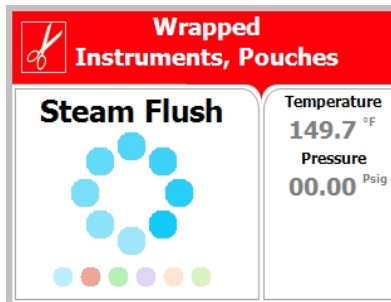 Wrapped
Instruments, Pouches
Steam Flush
Temperature
149.7 °F
Pressure
00.00 Psig